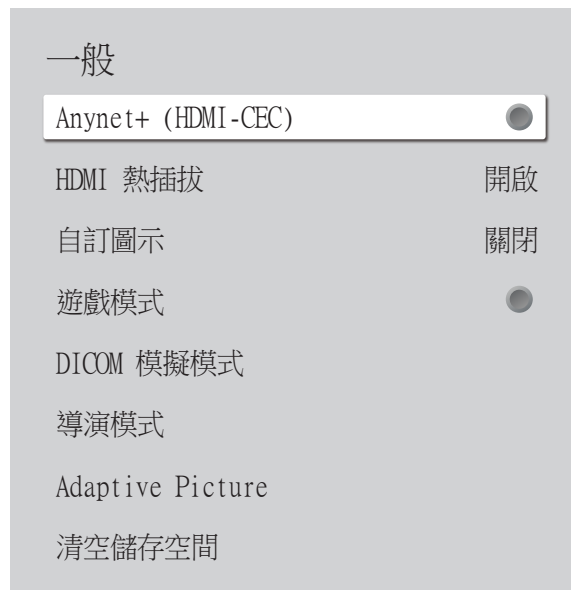 一般
Anynet+ (HDMI-CEC)
HDMI 熱插拔 開啟
自訂圖示 關閉
遊戲模式
DICOM 模擬模式
導演模式
Adaptive Picture
清空儲存空間